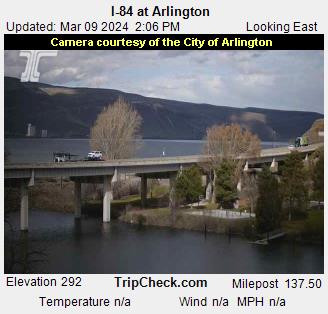 I-84 at Arlington
Updated: Mar 09 2024 2:06 PM Looking East
Camera courtesy of the City of Arlington
Elevation 292 TripCheck.com Milepost 137.50
Temperature n/a Wind n/a MPH n/a